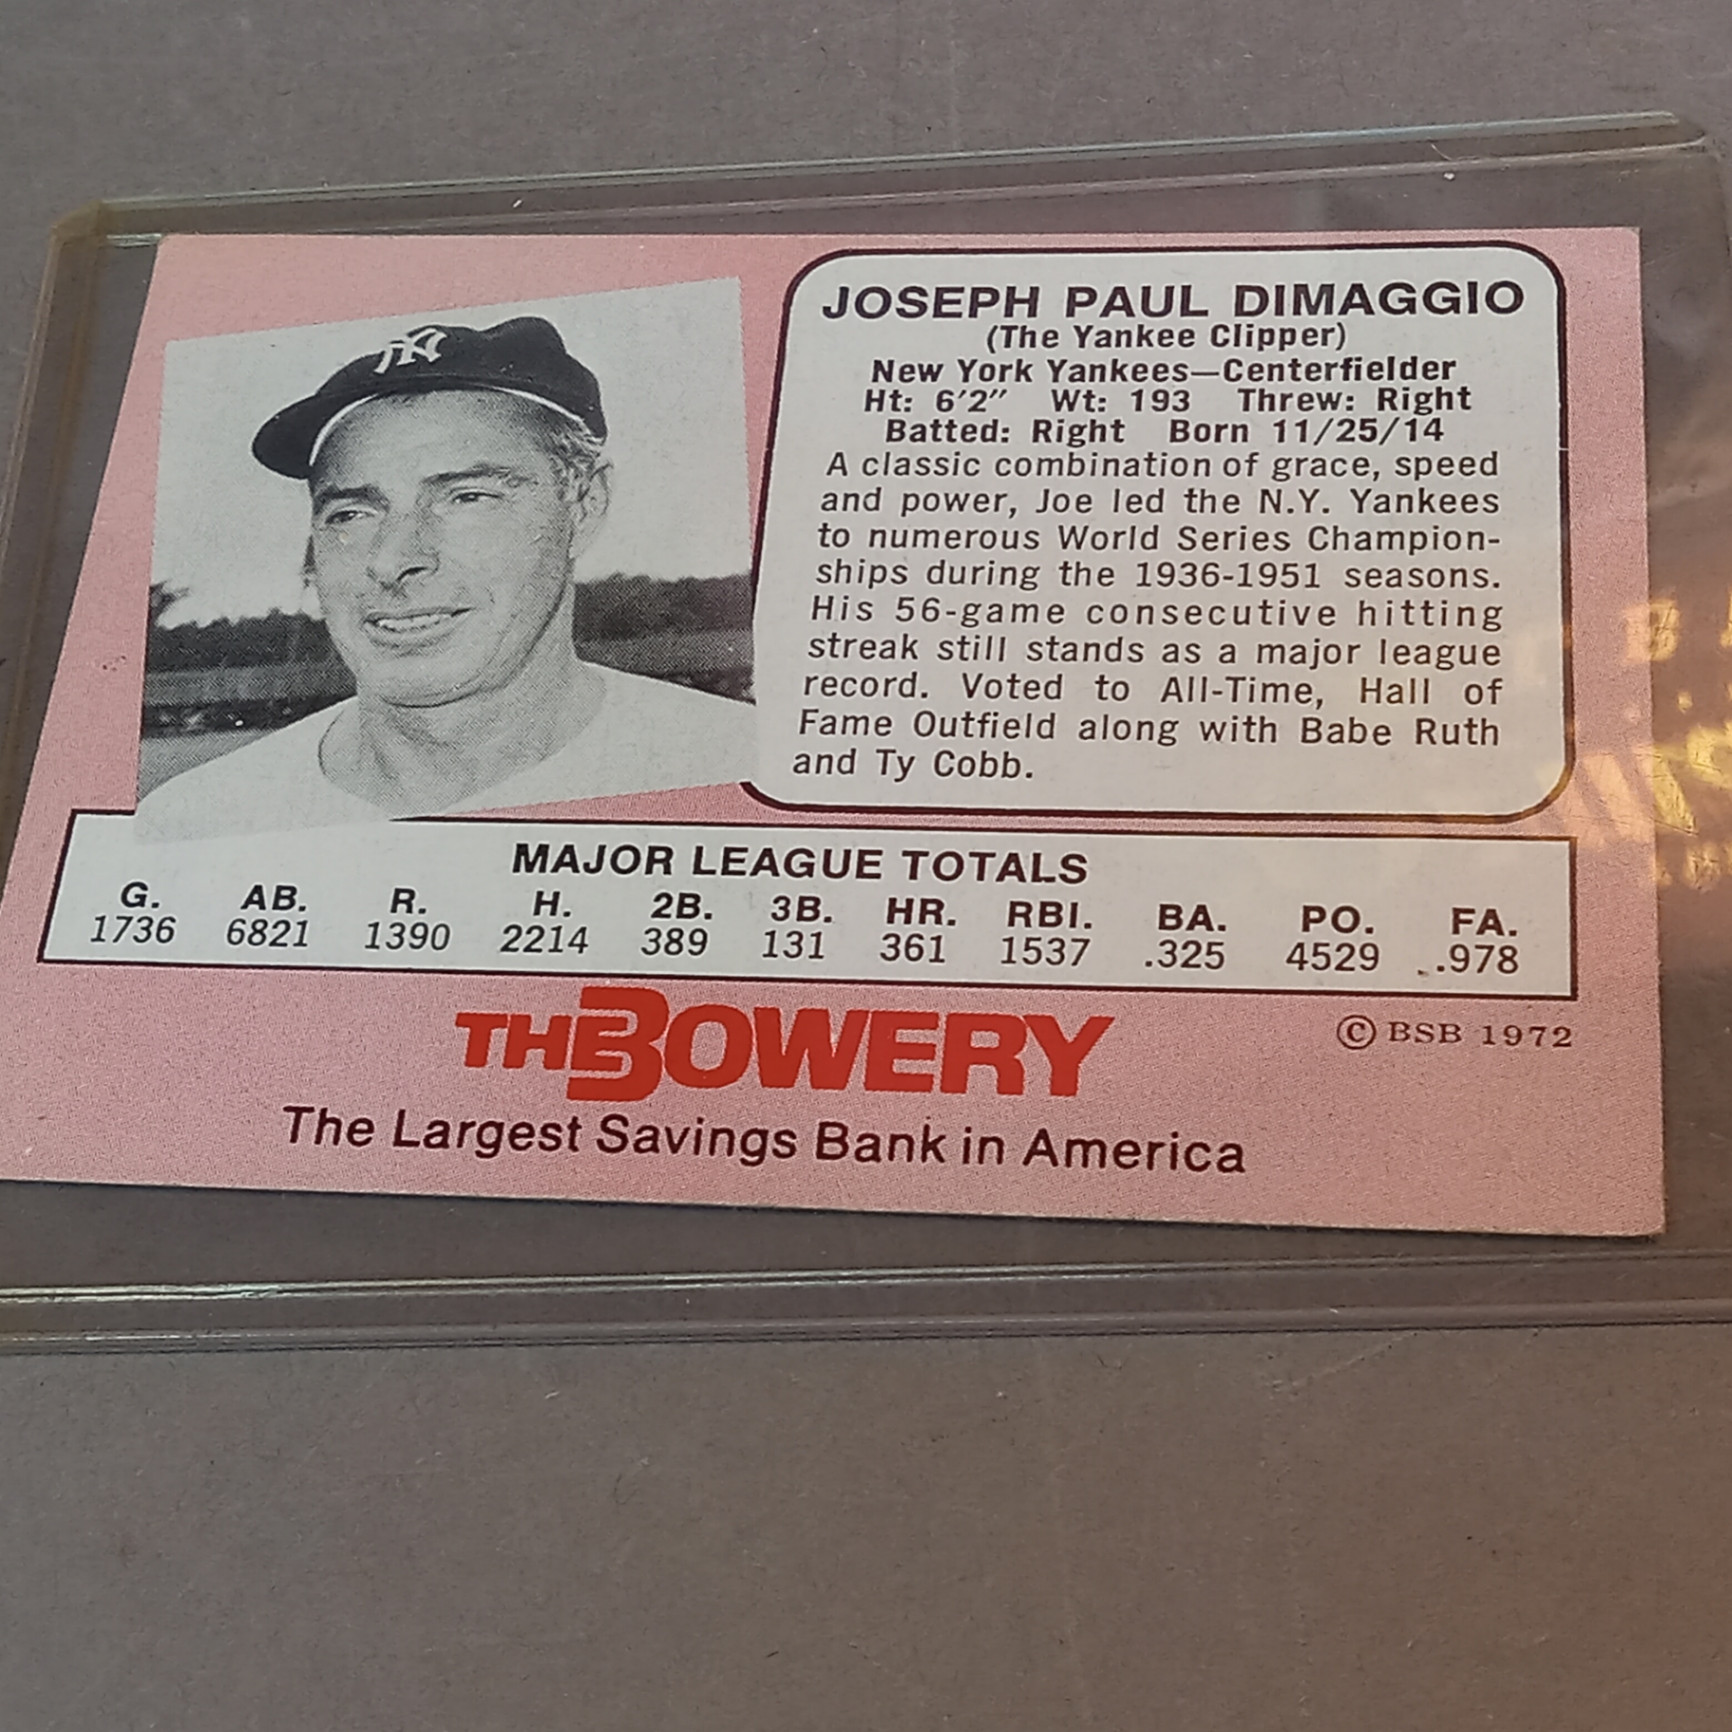 NY
JOSEPH PAUL DIMAGGIO
(The Yankee Clipper)
New York Yankees—Centerfielder
Ht: 6'2" Wt: 193 Threw: Right
Batted: Right Born 11/25/14
A classic combination of grace, speed
and power, Joe led the N.Y. Yankees
to numerous World Series Champion-
ships during the 1936-1951 seasons.
His 56-game consecutive hitting
streak still stands as a major league
record. Voted to All-Time, Hall of
Fame Outfield along with Babe Ruth
and Ty Cobb.
MAJOR LEAGUE TOTALS
G. AB. R. H. 2B. 3B. HR. RBI. BA. PO. FA.
1736 6821 1390 2214 389 131 361 1537 .325 4529 .978
THE BOWERY
© BSB 1972
The Largest Savings Bank in America